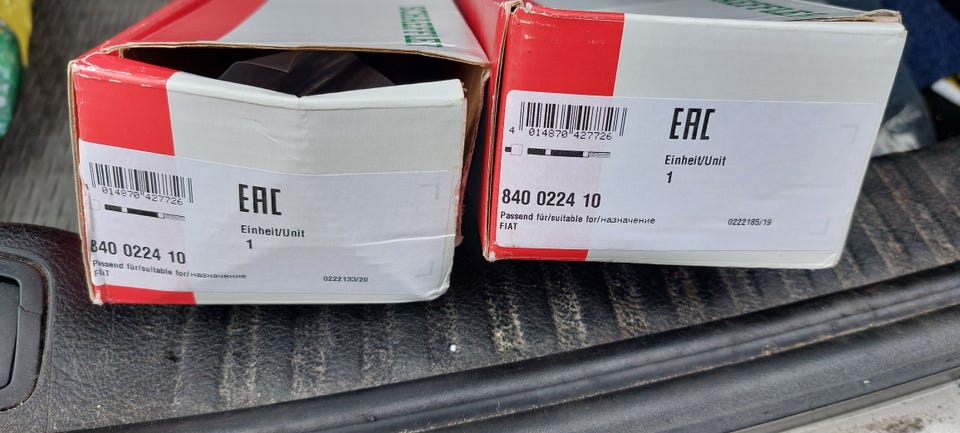 SCHAEFFLER
014870 427726
EAC
Einheit/Unit
1
840 0224 10
Passend für/suitable for/назначение
FIAT
0222133/20
4 014870 427726
EAC
Einheit/Unit
1
840 0224 10
Passend für/suitable for/назначение
FIAT
0222185/19